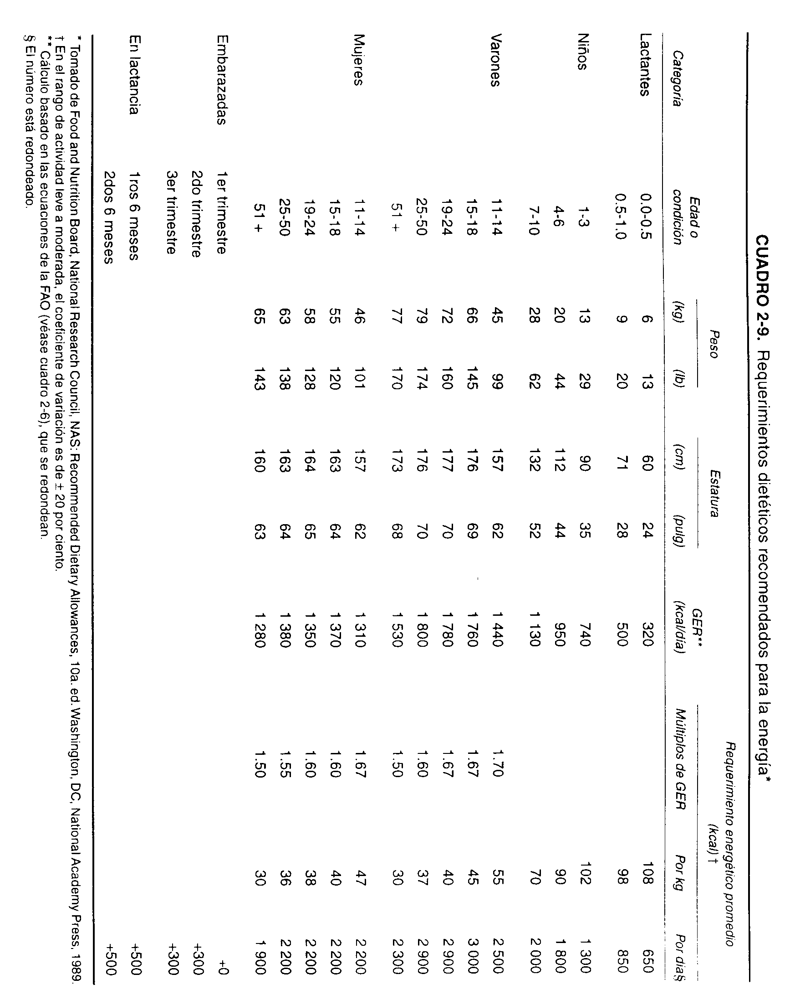 CUADRO 2-9. Requerimientos dietéticos recomendados para la energía*
Requerimiento energético promedio
Peso Estatura (kcal) †
Edad o GER**
Categoría condición (kg) (lb) (cm) (pulg) (kcal/día) Múltiplos de GER Por kg Por día§
Lactantes 0.0-0.5 6 13 60 24 320 108 650
0.5-1.0 9 20 71 28 500 98 850
Niños 1-3 13 29 90 35 740 102 1 300
4-6 20 44 112 44 950 90 1 800
7-10 28 62 132 52 1 130 70 2 000
Varones 11-14 45 99 157 62 1 440 1.70 55 2 500
15-18 66 145 176 69 1 760 1.67 45 3 000
19-24 72 160 177 70 1 780 1.67 40 2 900
25-50 79 174 176 70 1 800 1.60 37 2 900
51 + 77 170 173 68 1 530 1.50 30 2 300
Mujeres 11-14 46 101 157 62 1 310 1.67 47 2 200
15-18 55 120 163 64 1 370 1.60 40 2 200
19-24 58 128 164 65 1 350 1.60 38 2 200
25-50 63 138 163 64 1 380 1.55 36 2 200
51 + 65 143 160 63 1 280 1.50 30 1 900
Embarazadas 1er trimestre +0
2do trimestre +300
3er trimestre +300
En lactancia 1ros 6 meses +500
2dos 6 meses +500
* Tomado de Food and Nutrition Board, National Research Council, NAS: Recommended Dietary Allowances, 10a. ed. Washington, DC, National Academy Press, 1989.
† En el rango de actividad leve a moderada, el coeficiente de variación es de ± 20 por ciento.
** Cálculo basado en las ecuaciones de la FAO (véase cuadro 2-6), que se redondean.
§ El número está redondeado.